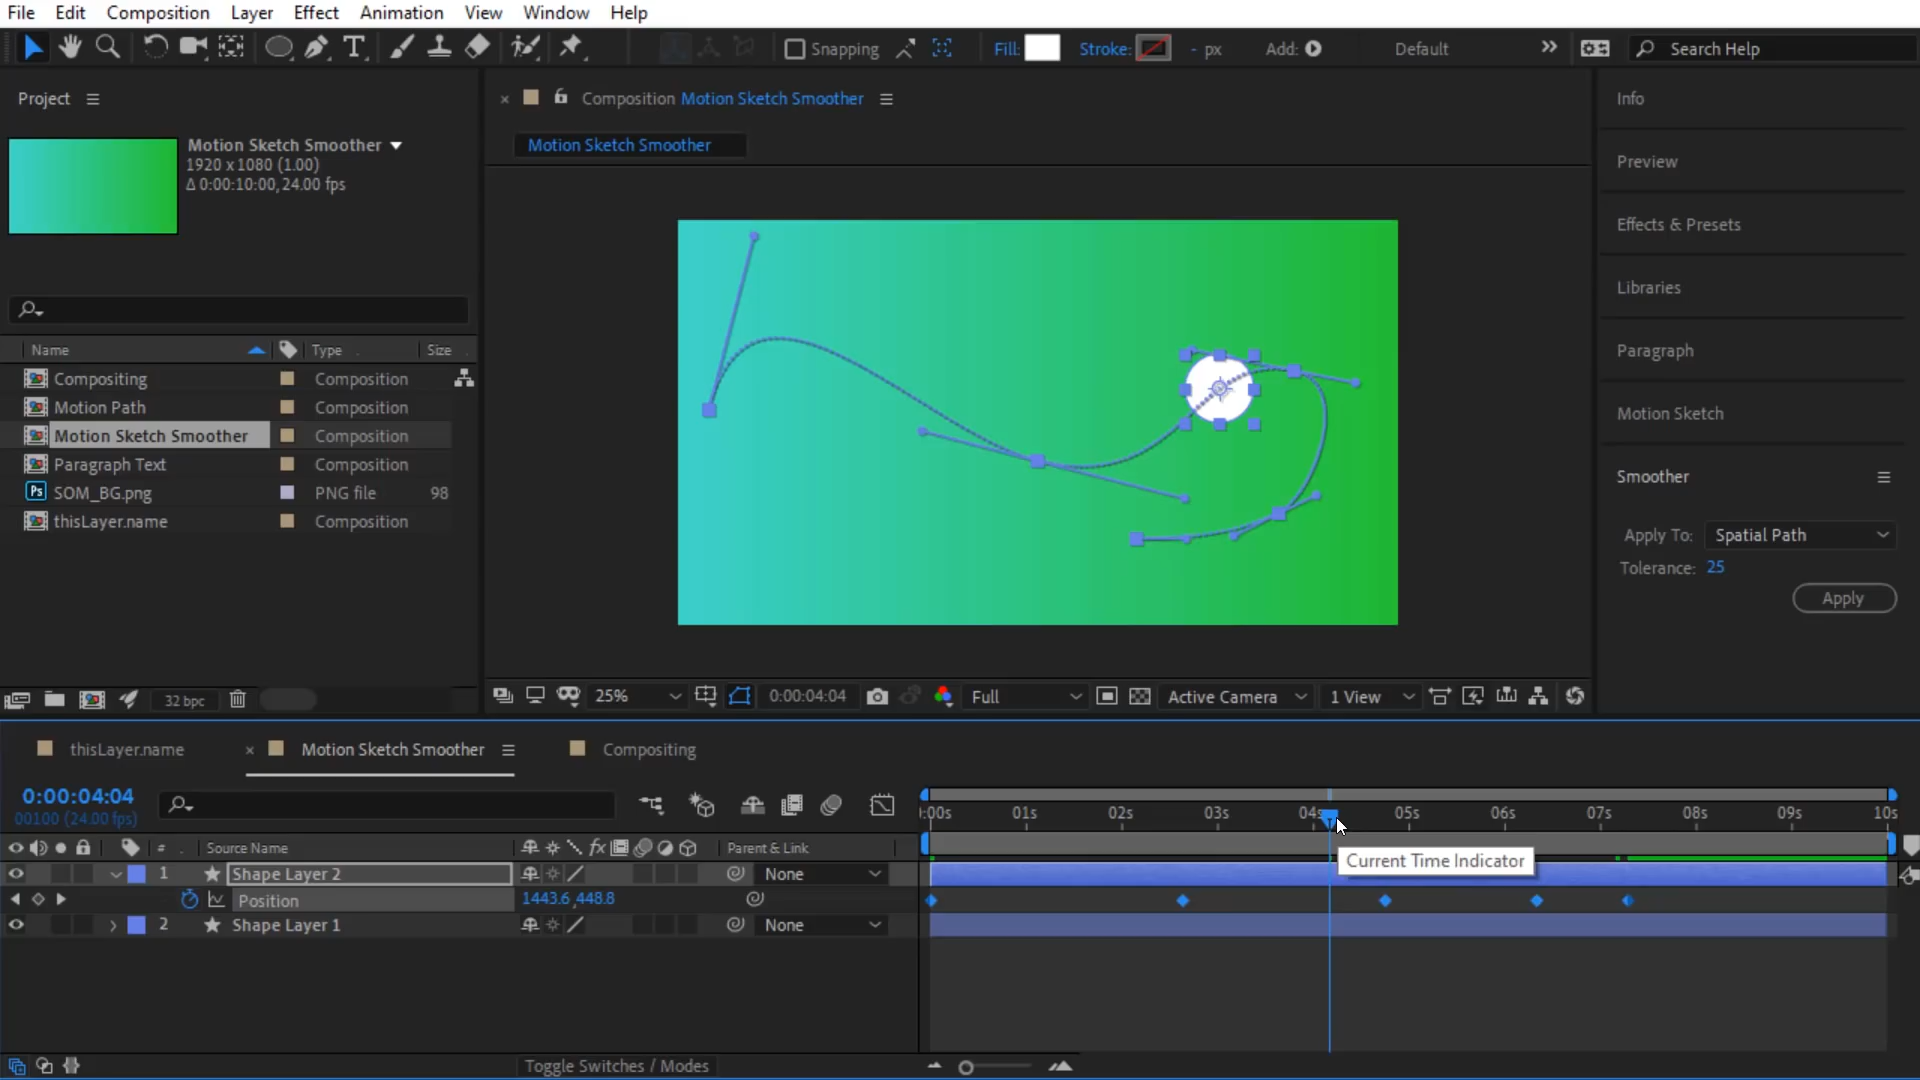 File Edit Composition Layer Effect Animation View Window Help
Snapping Fill: Stroke: - px Add: Default Search Help
Project
Motion Sketch Smoother
1920 x 1080 (1.00)
Δ 0:00:10:00, 24.00 fps
Name Type Size
Compositing Composition
Motion Path Composition
Motion Sketch Smoother Composition
Paragraph Text Composition
Ps SOM_BG.png PNG file 98
thisLayer.name Composition
32 bpc
Composition Motion Sketch Smoother
Motion Sketch Smoother
25% 0:00:04:04 Full Active Camera 1 View
Info
Preview
Effects & Presets
Libraries
Paragraph
Motion Sketch
Smoother
Apply To: Spatial Path
Tolerance: 25
Apply
thisLayer.name Motion Sketch Smoother Compositing
0:00:04:04
00100 (24.00 fps)
:00s 01s 02s 03s 04s 05s 06s 07s 08s 09s 10s
# Source Name fx Parent & Link
Current Time Indicator
1 Shape Layer 2 None
Position 1443.6,448.8
2 Shape Layer 1 None
Toggle Switches / Modes